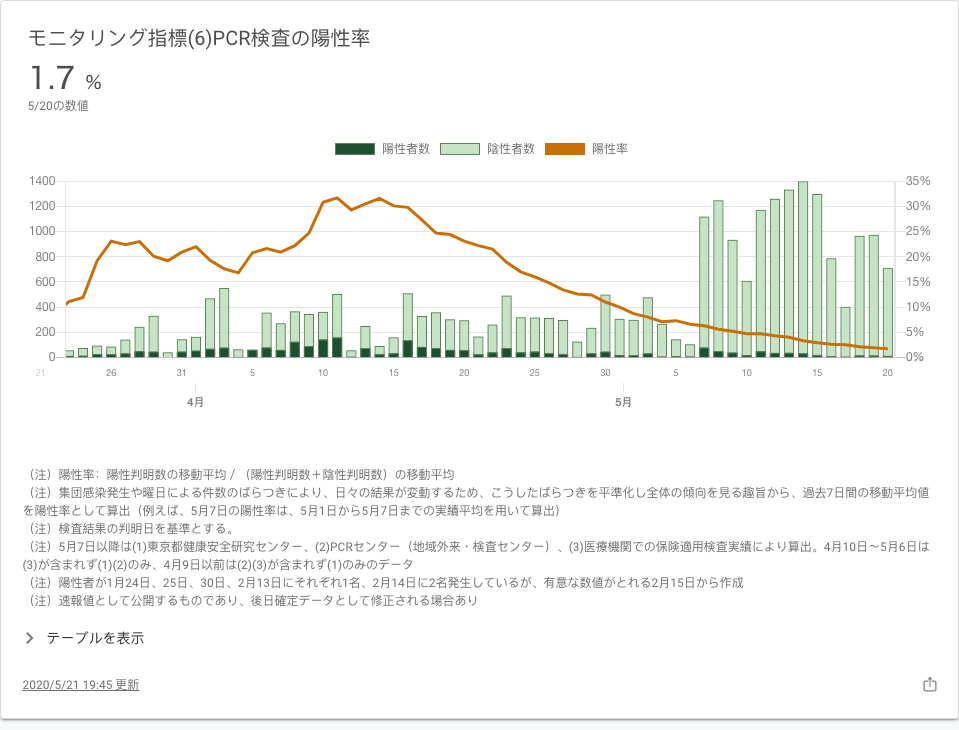 モニタリング指標(6)PCR検査の陽性率
1.7 %
5/20の数値
陽性者数 陰性者数 陽性率
1400 35%
1200 30%
1000 25%
800 20%
600 15%
400 10%
200 5%
0 0%
21 26 31 5 10 15 20 25 30 5 10 15 20
4月 5月
（注）陽性率：陽性判明数の移動平均 / （陽性判明数＋陰性判明数）の移動平均
（注）集団感染発生や曜日による件数のばらつきにより、日々の結果が変動するため、こうしたばらつきを平準化し全体の傾向を見る趣旨から、過去7日間の移動平均値
を陽性率として算出（例えば、5月7日の陽性率は、5月1日から5月7日までの実績平均を用いて算出）
（注）検査結果の判明日を基準とする。
（注）5月7日以降は(1)東京都健康安全研究センター、(2)PCRセンター（地域外来・検査センター）、(3)医療機関での保険適用検査実績により算出。4月10日～5月6日は
(3)が含まれず(1)(2)のみ、4月9日以前は(2)(3)が含まれず(1)のみのデータ
（注）陽性者が1月24日、25日、30日、2月13日にそれぞれ1名、2月14日に2名発生しているが、有意な数値がとれる2月15日から作成
（注）速報値として公開するものであり、後日確定データとして修正される場合あり
テーブルを表示
2020/5/21 19:45 更新